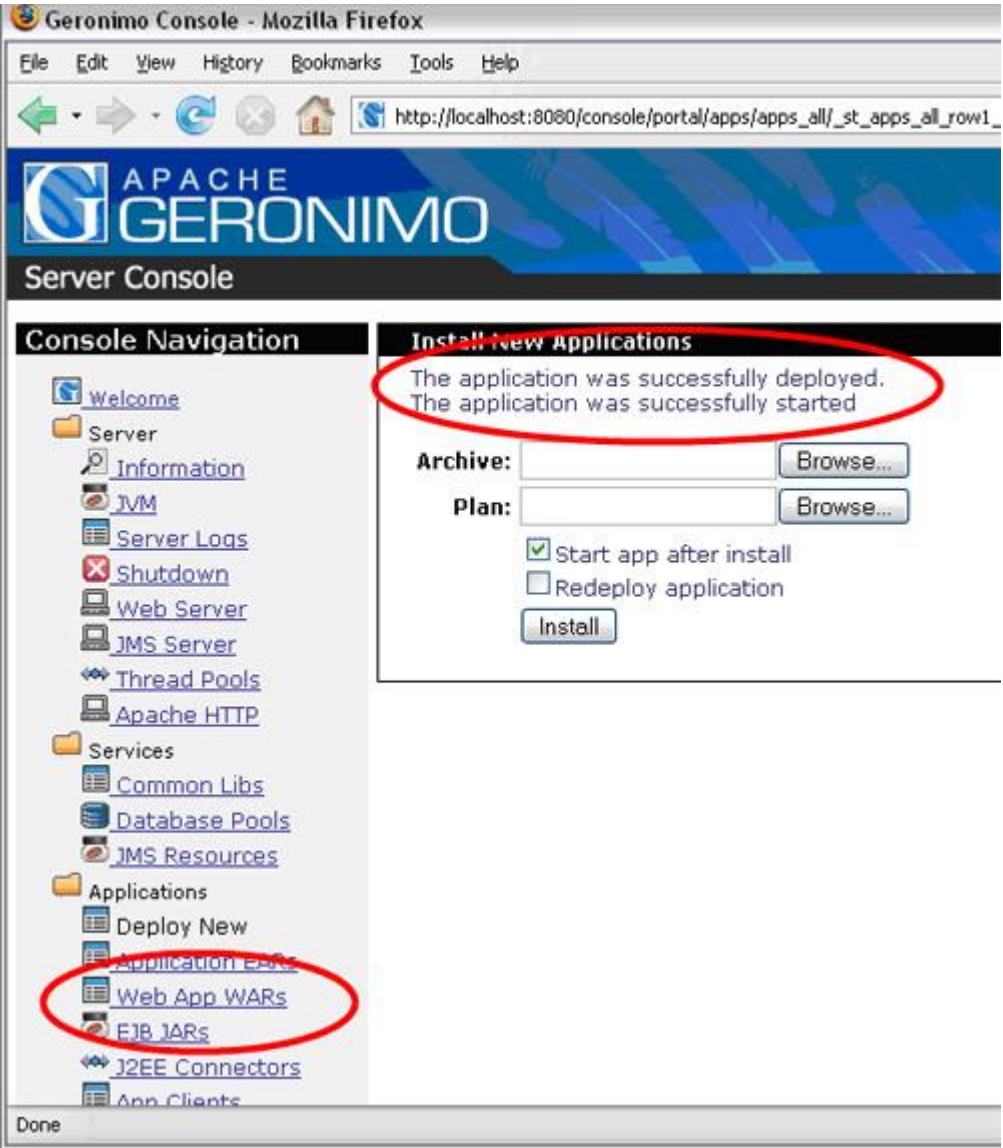 Geronimo Console - Mozilla Firefox
File Edit View History Bookmarks Tools Help
http://localhost:8080/console/portal/apps/apps_all/_st_apps_all_row1_
APACHE
GERONIMO
Server Console
Console Navigation
Welcome
Server
Information
JVM
Server Logs
Shutdown
Web Server
JMS Server
Thread Pools
Apache HTTP
Services
Common Libs
Database Pools
JMS Resources
Applications
Deploy New
Application EARs
Web App WARs
EJB JARs
J2EE Connectors
App Clients
Install New Applications
The application was successfully deployed.
The application was successfully started
Archive: Browse...
Plan: Browse...
Start app after install
Redeploy application
Install
Done